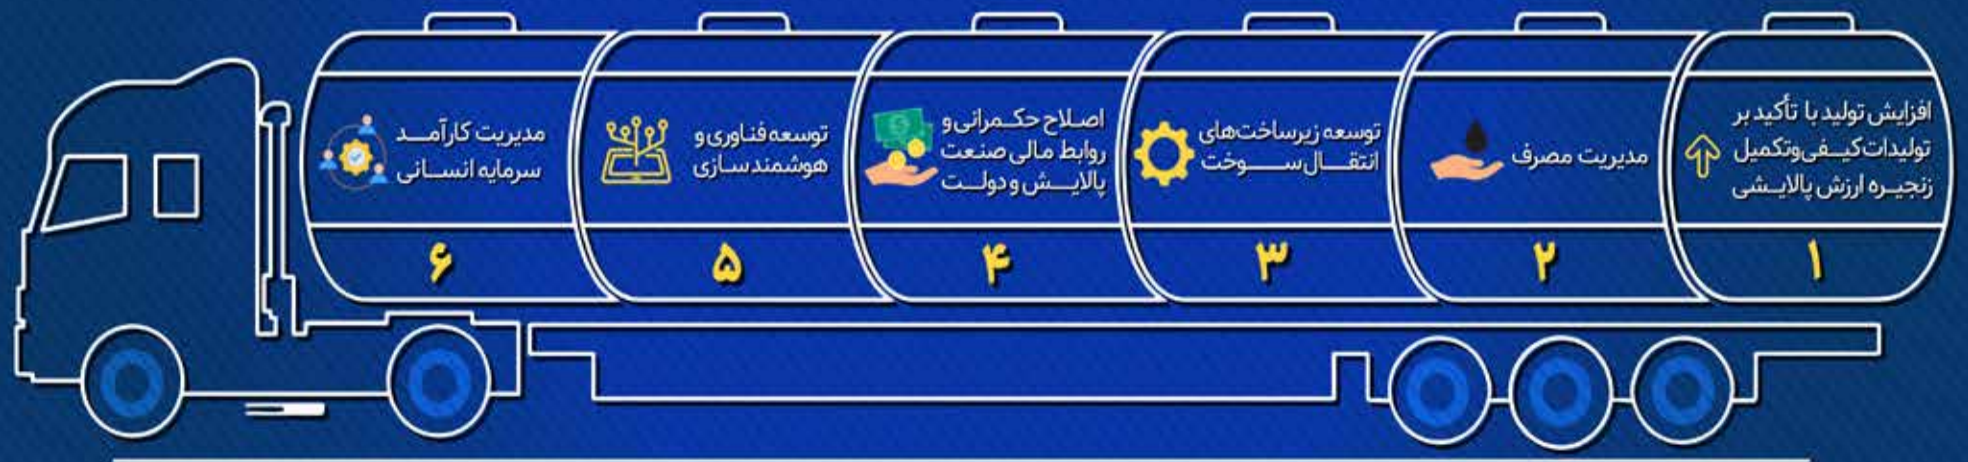 افزایش تولید با تأکید بر
تولیدات کیفی و تکمیل
زنجیره ارزش پالایشی
۱
مدیریت مصرف
۲
توسعه زیرساخت‌های
انتقال سوخت
۳
اصلاح حکمرانی و
روابط مالی صنعت
پالایش و دولت
۴
توسعه فناوری و
هوشمندسازی
۵
مدیریت کارآمد
سرمایه انسانی
۶